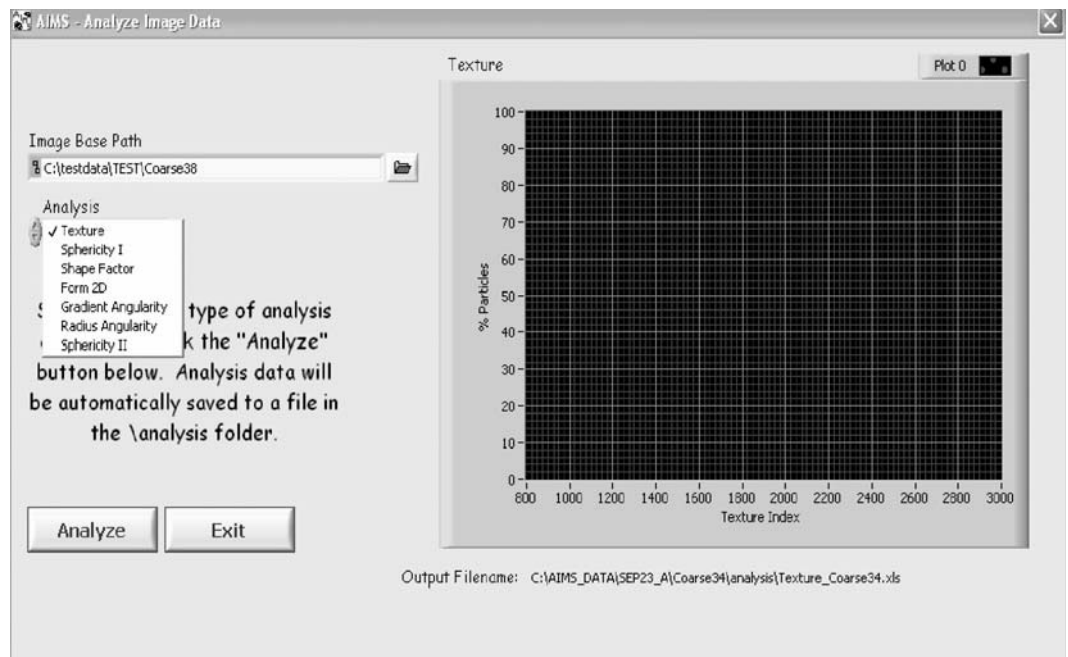 AIMS - Analyze Image Data
Image Base Path
C:\testdata\TEST\Coarse38
Analysis
✓ Texture
Sphericity I
Shape Factor
Form 2D
Gradient Angularity
Radius Angularity
Sphericity II
type of analysis
k the "Analyze"
button below. Analysis data will
be automatically saved to a file in
the \analysis folder.
Analyze
Exit
Texture
Plot 0
% Particles
100
90
80
70
60
50
40
30
20
10
0
800 1000 1200 1400 1600 1800 2000 2200 2400 2600 2800 3000
Texture Index
Output Filename: C:\AIMS_DATA\SEP23_A\Coarse34\analysis\Texture_Coarse34.xls